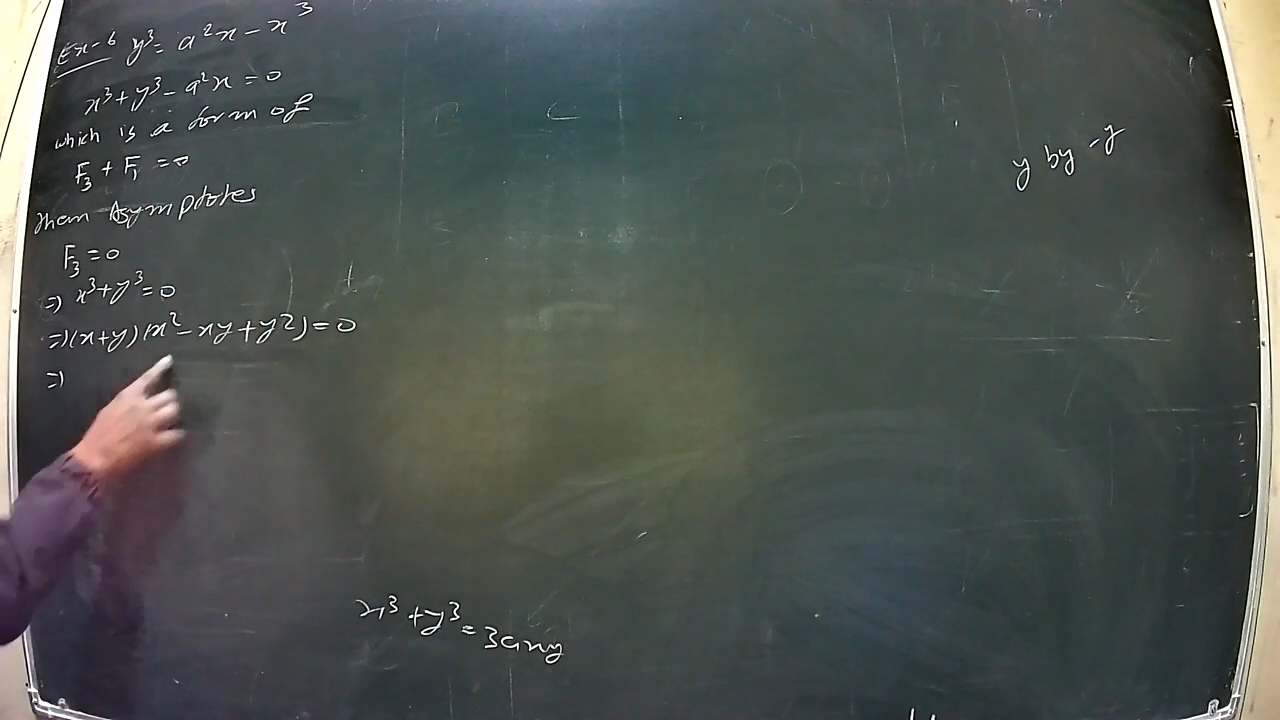 Ex-6 y³ = a²x - x³
x³ + y³ - a²x = 0
which is a form of
F₃ + F₁ = 0
then Asymptotes
F₃ = 0
=) x³ + y³ = 0
=) (x+y) (x² - xy + y²) = 0
=)
y by -y
x³ + y³ = 3axy